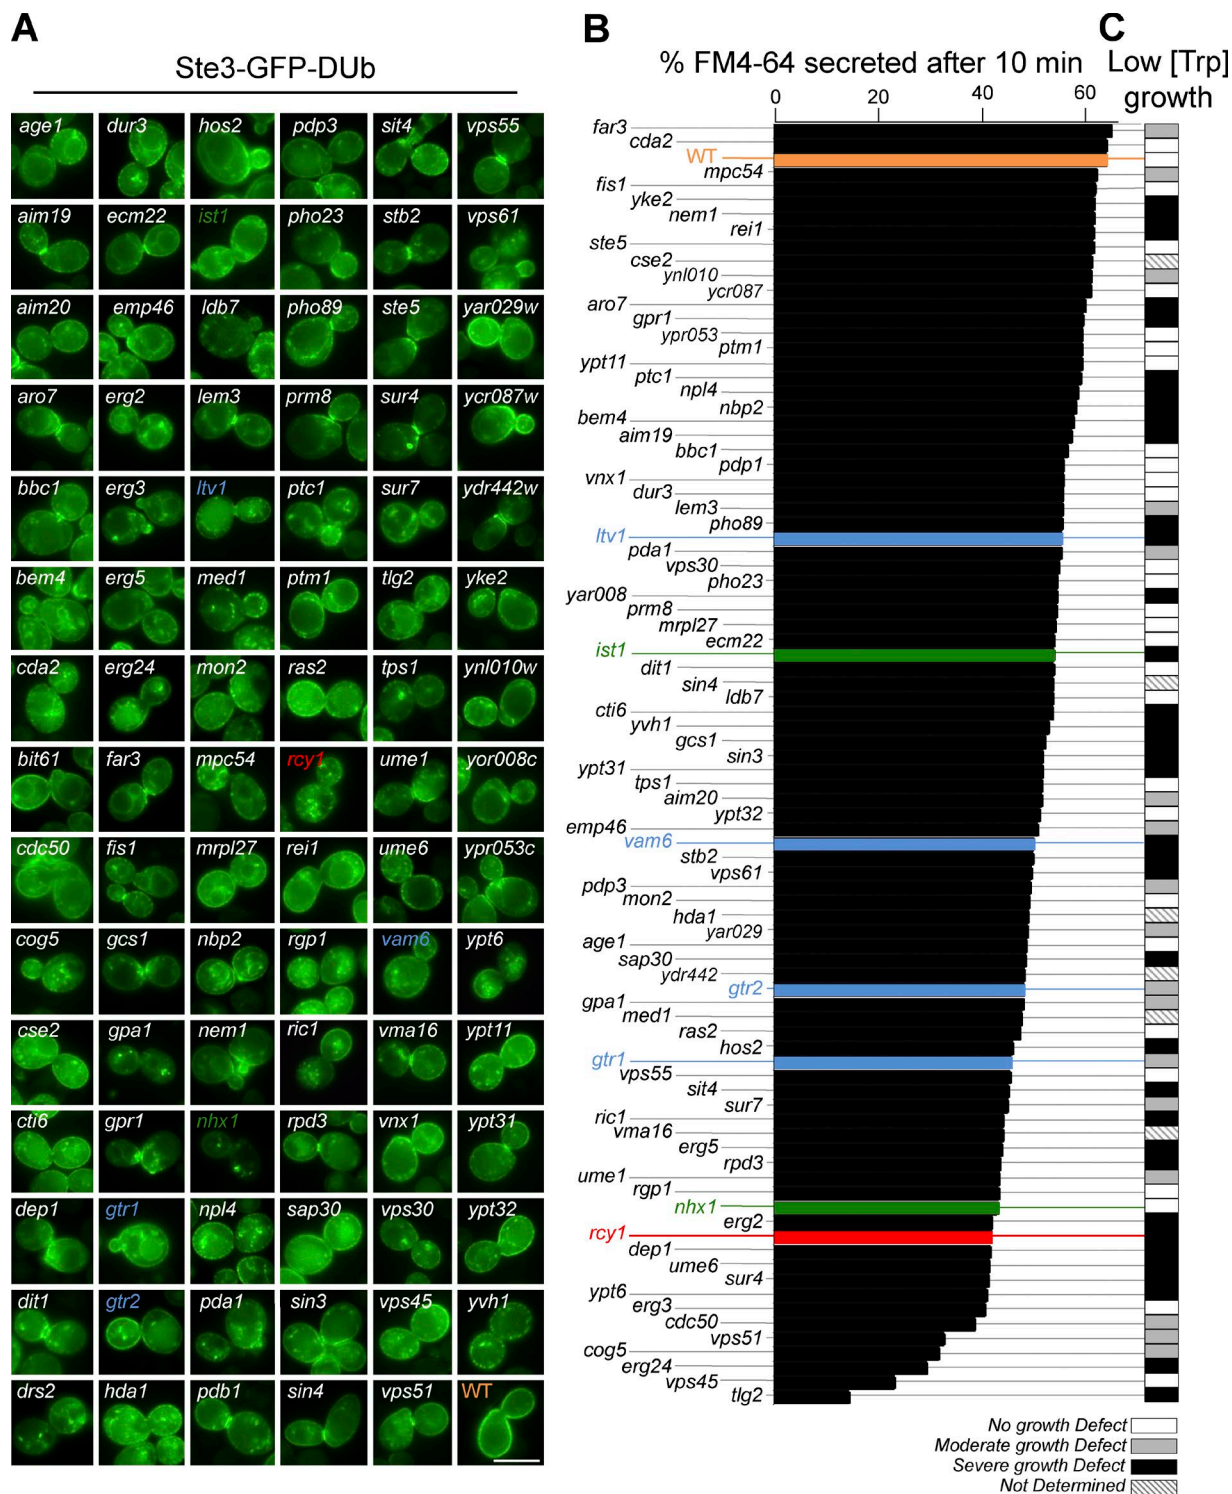 A
Ste3-GFP-DUb
age1 dur3 hos2 pdp3 sit4 vps55
aim19 ecm22 ist1 pho23 stb2 vps61
aim20 emp46 ldb7 pho89 ste5 yar029w
aro7 erg2 lem3 prm8 sur4 ycr087w
bbc1 erg3 ltv1 ptc1 sur7 ydr442w
bem4 erg5 med1 ptm1 tlg2 yke2
cda2 erg24 mon2 ras2 tps1 ynl010w
bit61 far3 mpc54 rcy1 ume1 yor008c
cdc50 fis1 mrpl27 rei1 ume6 ypr053c
cog5 gcs1 nbp2 rgp1 vam6 ypt6
cse2 gpa1 nem1 ric1 vma16 ypt11
cti6 gpr1 nhx1 rpd3 vnx1 ypt31
dep1 gtr1 npl4 sap30 vps30 ypt32
dit1 gtr2 pda1 sin3 vps45 yvh1
drs2 hda1 pdb1 sin4 vps51 WT
B
% FM4-64 secreted after 10 min
0 20 40 60
far3
cda2
WT
mpc54
fis1
yke2
nem1
rei1
ste5
cse2
ynl010
ycr087
aro7
gpr1
ypr053
ptm1
ypt11
ptc1
npl4
nbp2
bem4
aim19
bbc1
pdp1
vnx1
dur3
lem3
pho89
ltv1
pda1
vps30
pho23
yar008
prm8
mrpl27
ecm22
ist1
dit1
sin4
ldb7
cti6
yvh1
gcs1
sin3
ypt31
tps1
aim20
ypt32
emp46
vam6
stb2
vps61
pdp3
mon2
hda1
yar029
age1
sap30
ydr442
gtr2
gpa1
med1
ras2
hos2
gtr1
vps55
sit4
sur7
ric1
vma16
erg5
rpd3
ume1
rgp1
nhx1
erg2
rcy1
dep1
ume6
sur4
ypt6
erg3
cdc50
vps51
cog5
erg24
vps45
tlg2
C
Low [Trp]
growth
No growth Defect
Moderate growth Defect
Severe growth Defect
Not Determined